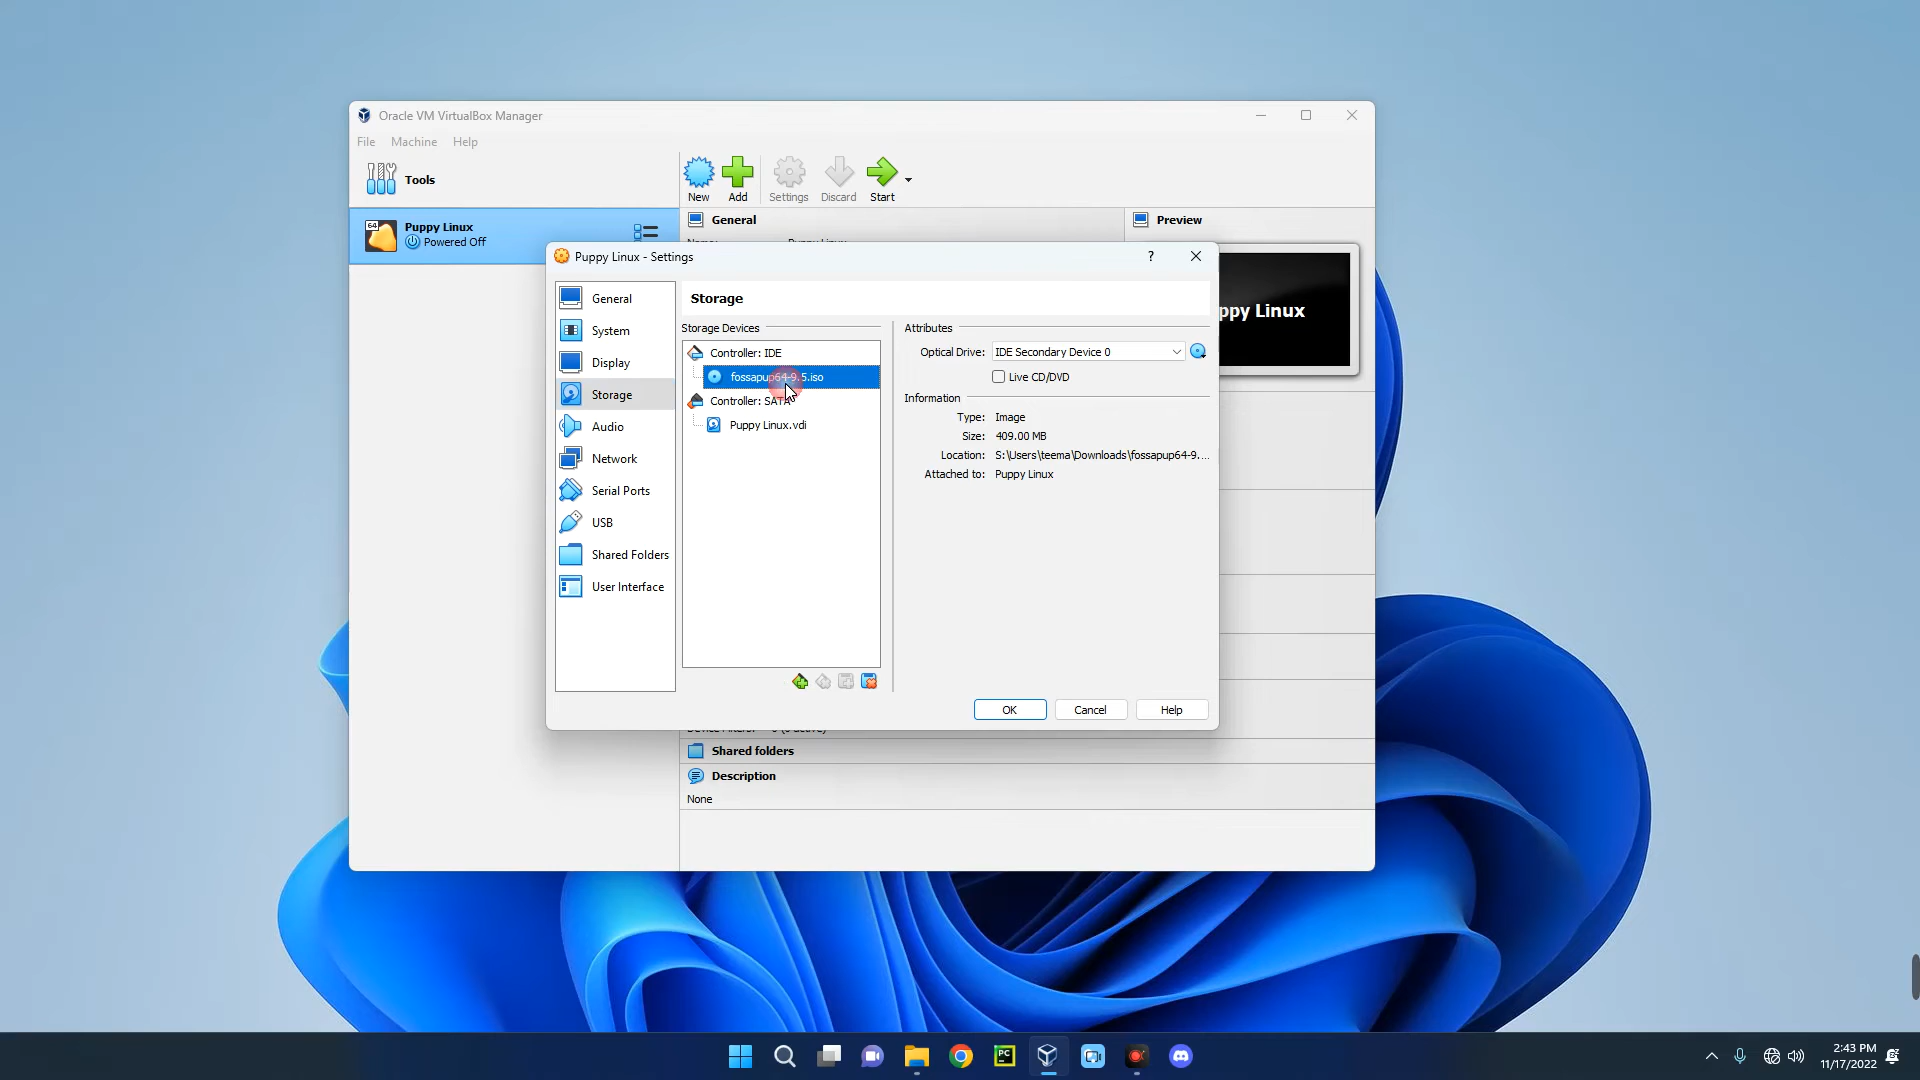 Oracle VM VirtualBox Manager
File Machine Help
Tools
New Add Settings Discard Start
64
Puppy Linux
Powered Off
General
Preview
Puppy Linux - Settings
?
ppy Linux
General
System
Display
Storage
Audio
Network
Serial Ports
USB
Shared Folders
User Interface
Storage
Storage Devices
Controller: IDE
fossapup64-9.5.iso
Controller: SATA
Puppy Linux.vdi
Attributes
Optical Drive: IDE Secondary Device 0
Live CD/DVD
Information
Type: Image
Size: 409.00 MB
Location: S:\Users\teema\Downloads\fossapup64-9....
Attached to: Puppy Linux
OK Cancel Help
Shared folders
Description
None
PC
2:43 PM
11/17/2022